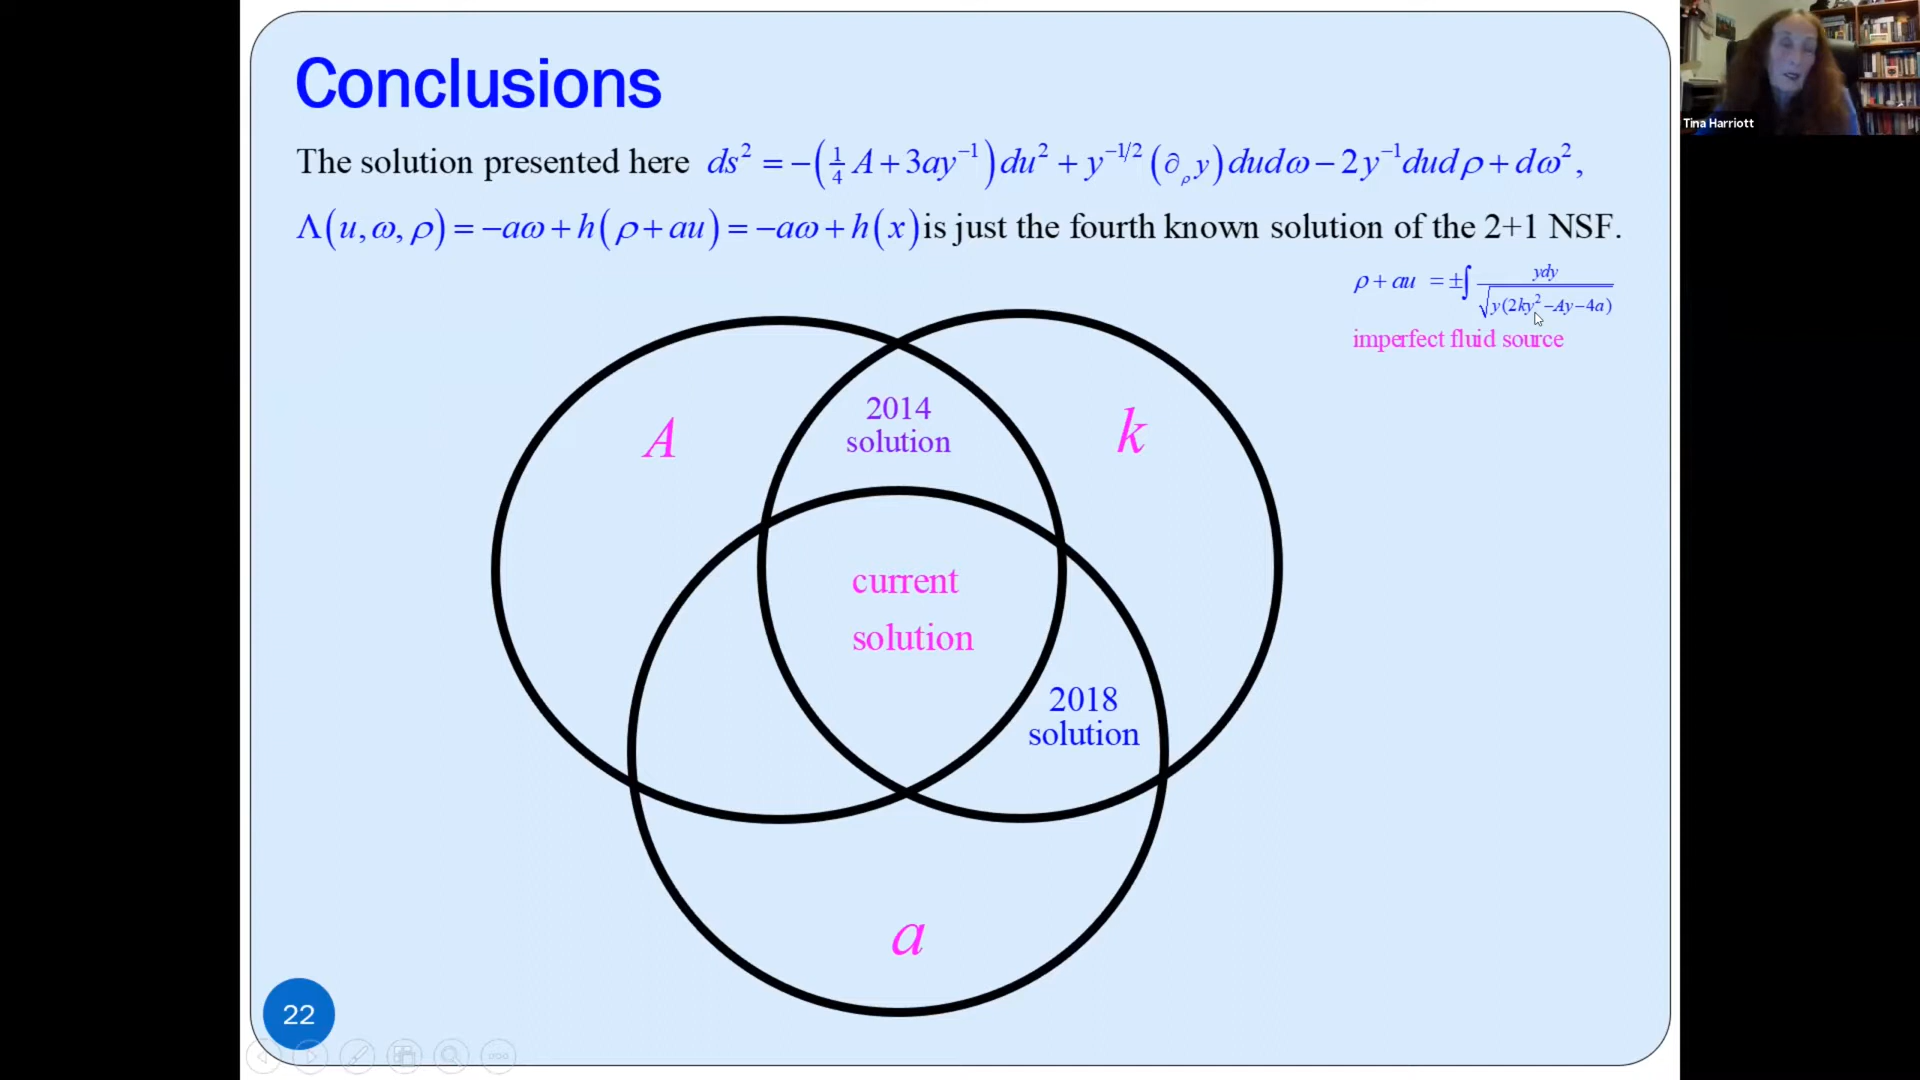 Conclusions
The solution presented here ds² = −(¼ A + 3ay⁻¹) du² + y⁻¹ᐟ² (∂ᵨ y) dudω − 2y⁻¹dudρ + dω²,
Λ(u, ω, ρ) = −aω + h(ρ + au) = −aω + h(x) is just the fourth known solution of the 2+1 NSF.
ρ + au = ±∫ ydy / √y(2ky² − Ay − 4a)
imperfect fluid source
A
2014
solution
k
current
solution
2018
solution
a
22
Tina Harriott